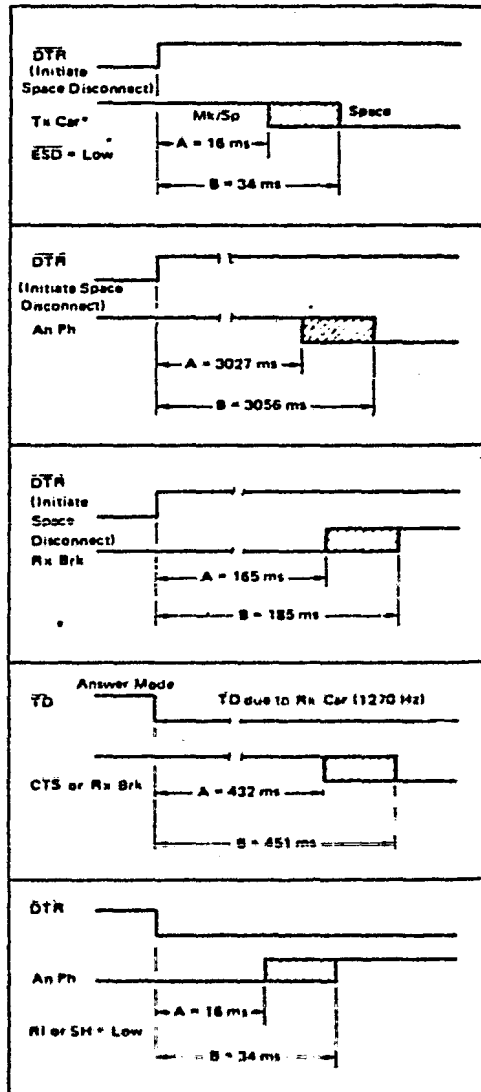 DTR
(Initiate
Space Disconnect)
Mk/Sp
Space
Tx Car*
A = 16 ms
ESD = Low
B = 34 ms
DTR
(Initiate Space
Disconnect)
An Ph
A = 3027 ms
B = 3056 ms
DTR
(Initiate
Space
Disconnect)
Rx Brk
A = 165 ms
B = 185 ms
Answer Mode
TD
TD due to Rx Car (1270 Hz)
CTS or Rx Brk
A = 432 ms
B = 451 ms
DTR
An Ph
A = 16 ms
RI or SH = Low
B = 34 ms